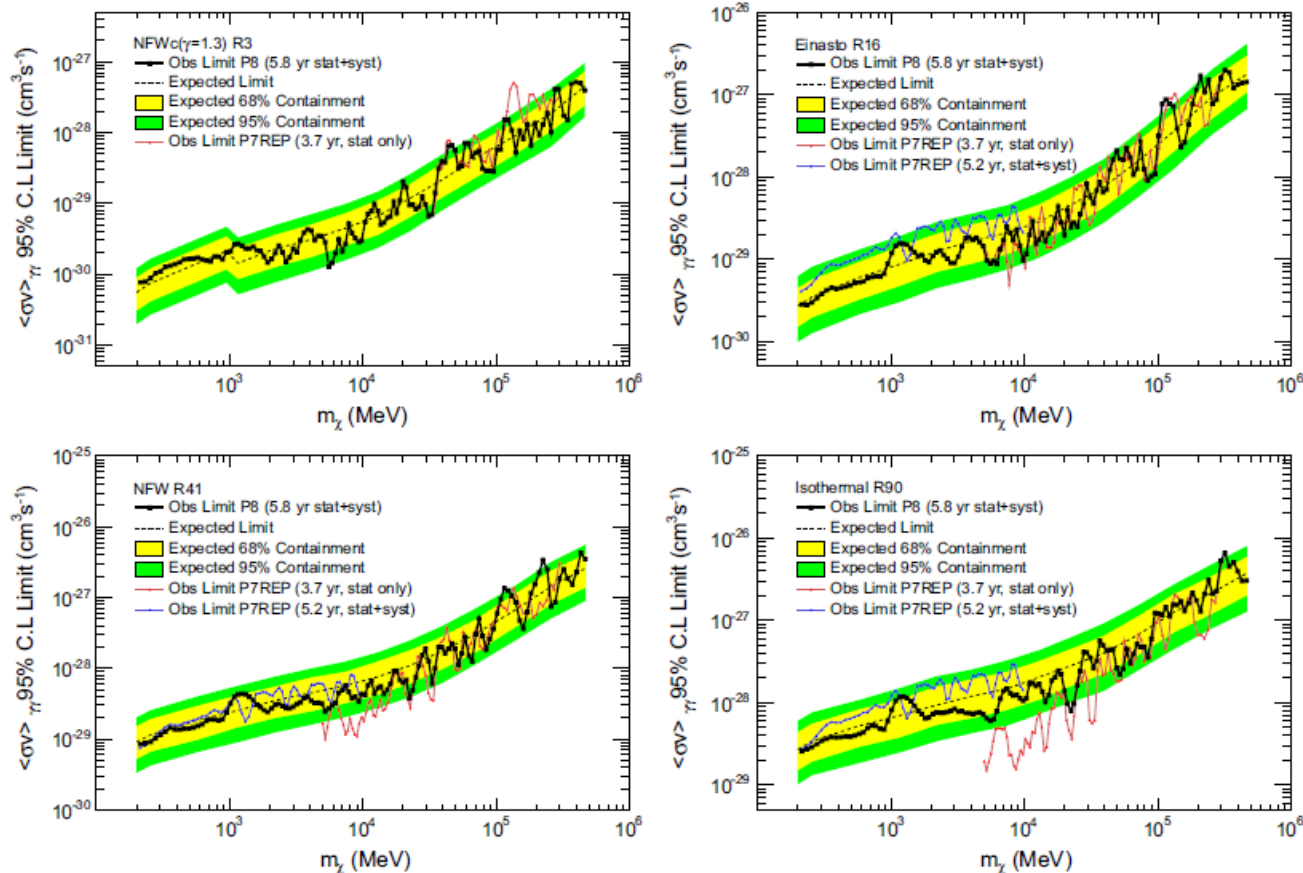 NFWc(γ=1.3) R3
Obs Limit P8 (5.8 yr stat+syst)
Expected Limit
Expected 68% Containment
Expected 95% Containment
Obs Limit P7REP (3.7 yr, stat only)
<σv> γγ 95% C.L Limit (cm³s⁻¹)
10⁻²⁷
10⁻²⁸
10⁻²⁹
10⁻³⁰
10⁻³¹
10³ 10⁴ 10⁵ 10⁶
mχ (MeV)
Einasto R16
Obs Limit P8 (5.8 yr stat+syst)
Expected Limit
Expected 68% Containment
Expected 95% Containment
Obs Limit P7REP (3.7 yr, stat only)
Obs Limit P7REP (5.2 yr, stat+syst)
<σv> γγ 95% C.L Limit (cm³s⁻¹)
10⁻²⁶
10⁻²⁷
10⁻²⁸
10⁻²⁹
10⁻³⁰
10³ 10⁴ 10⁵ 10⁶
mχ (MeV)
NFW R41
Obs Limit P8 (5.8 yr stat+syst)
Expected Limit
Expected 68% Containment
Expected 95% Containment
Obs Limit P7REP (3.7 yr, stat only)
Obs Limit P7REP (5.2 yr, stat+syst)
<σv> γγ 95% C.L Limit (cm³s⁻¹)
10⁻²⁵
10⁻²⁶
10⁻²⁷
10⁻²⁸
10⁻²⁹
10⁻³⁰
10³ 10⁴ 10⁵ 10⁶
mχ (MeV)
Isothermal R90
Obs Limit P8 (5.8 yr stat+syst)
Expected Limit
Expected 68% Containment
Expected 95% Containment
Obs Limit P7REP (3.7 yr, stat only)
Obs Limit P7REP (5.2 yr, stat+syst)
<σv> γγ 95% C.L Limit (cm³s⁻¹)
10⁻²⁵
10⁻²⁶
10⁻²⁷
10⁻²⁸
10⁻²⁹
10³ 10⁴ 10⁵ 10⁶
mχ (MeV)